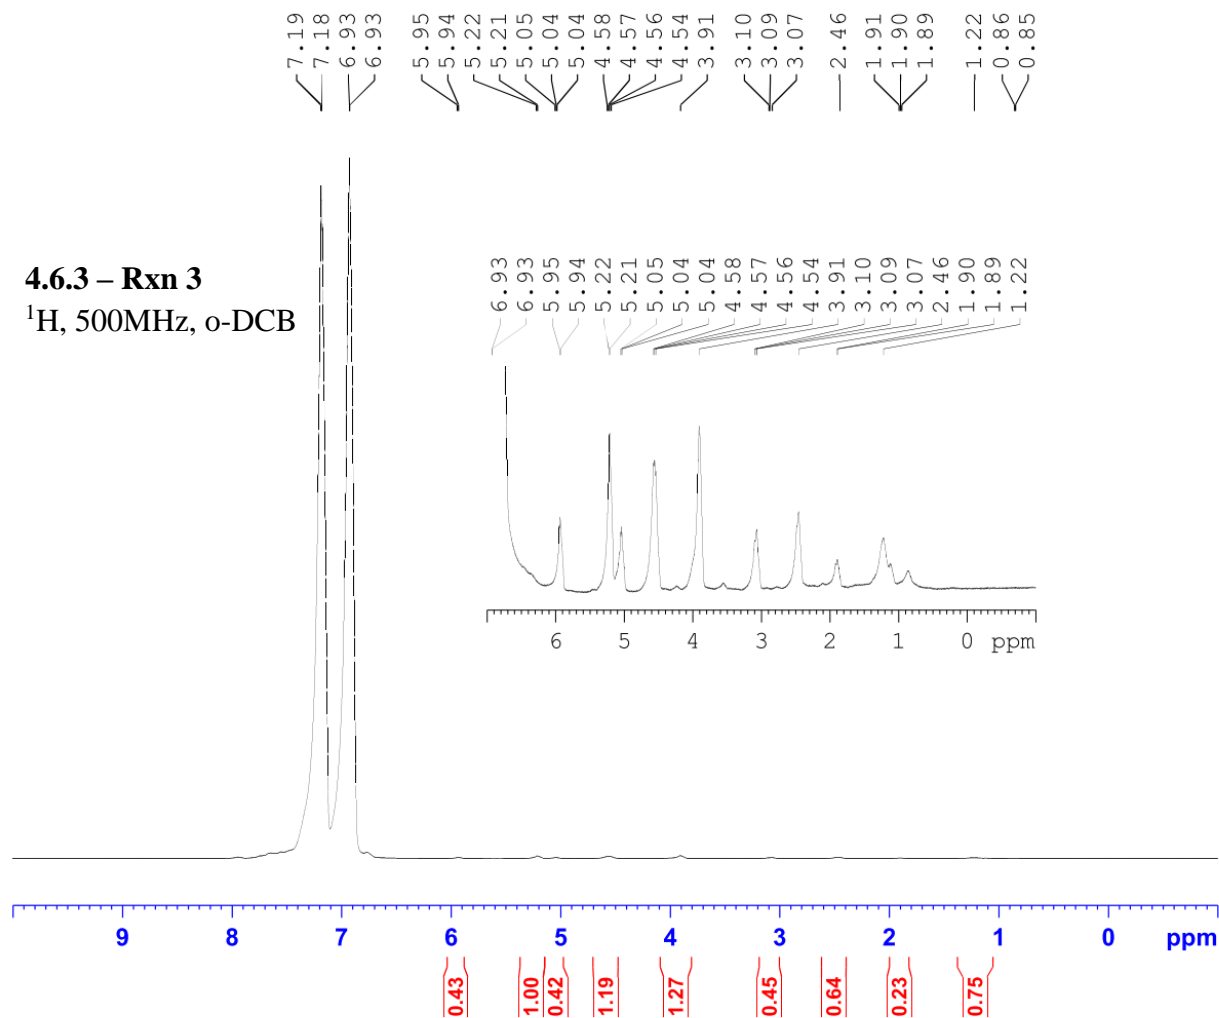 7.19 7.18 6.93 6.93 5.95 5.94 5.22 5.21 5.05 5.04 5.04 4.58 4.57 4.56 4.54 3.91 3.10 3.09 3.07 2.46 1.91 1.90 1.89 1.22 0.86 0.85
4.6.3 – Rxn 3
¹H, 500MHz, o-DCB
6.93 6.93 5.95 5.94 5.22 5.21 5.05 5.04 5.04 4.58 4.57 4.56 4.54 3.91 3.10 3.09 3.07 2.46 1.90 1.89 1.22
6 5 4 3 2 1 0 ppm
9 8 7 6 5 4 3 2 1 0 ppm
0.43 1.00 0.42 1.19 1.27 0.45 0.64 0.23 0.75